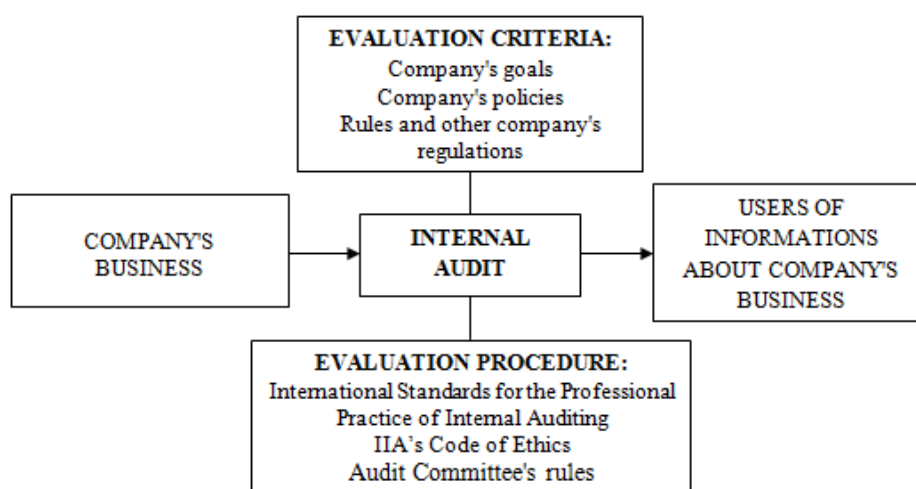 EVALUATION CRITERIA:
Company's goals
Company's policies
Rules and other company's
regulations
COMPANY'S
BUSINESS
INTERNAL
AUDIT
USERS OF
INFORMATIONS
ABOUT COMPANY'S
BUSINESS
EVALUATION PROCEDURE:
International Standards for the Professional
Practice of Internal Auditing
IIA's Code of Ethics
Audit Committee's rules